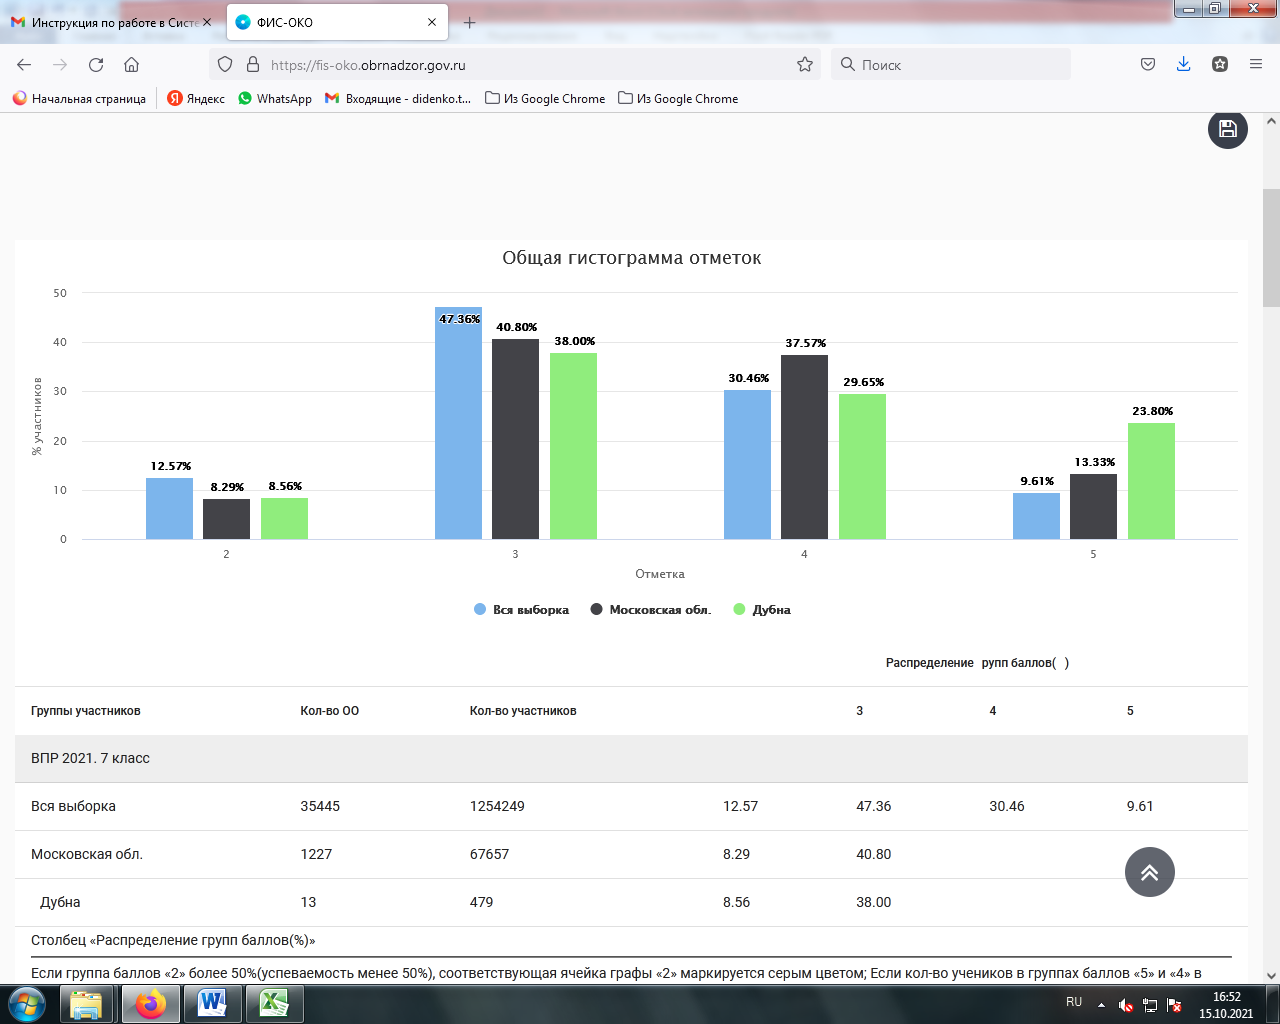 Инструкция по работе в Систе
ФИС-ОКО
https://fis-oko.obrnadzor.gov.ru
Поиск
Начальная страница
Яндекс
WhatsApp
Входящие - didenko.t...
Из Google Chrome
Из Google Chrome
Общая гистограмма отметок
% участников
50
40
30
20
10
0
12.57%
8.29%
8.56%
47.36%
40.80%
38.00%
30.46%
37.57%
29.65%
9.61%
13.33%
23.80%
2
3
4
5
Отметка
Вся выборка
Московская обл.
Дубна
Распределение рупп баллов( )
Группы участников Кол-во ОО Кол-во участников 3 4 5
ВПР 2021. 7 класс
Вся выборка 35445 1254249 12.57 47.36 30.46 9.61
Московская обл. 1227 67657 8.29 40.80
Дубна 13 479 8.56 38.00
Столбец «Распределение групп баллов(%)»
Если группа баллов «2» более 50%(успеваемость менее 50%), соответствующая ячейка графы «2» маркируется серым цветом; Если кол-во учеников в группах баллов «5» и «4» в
RU
16:52
15.10.2021